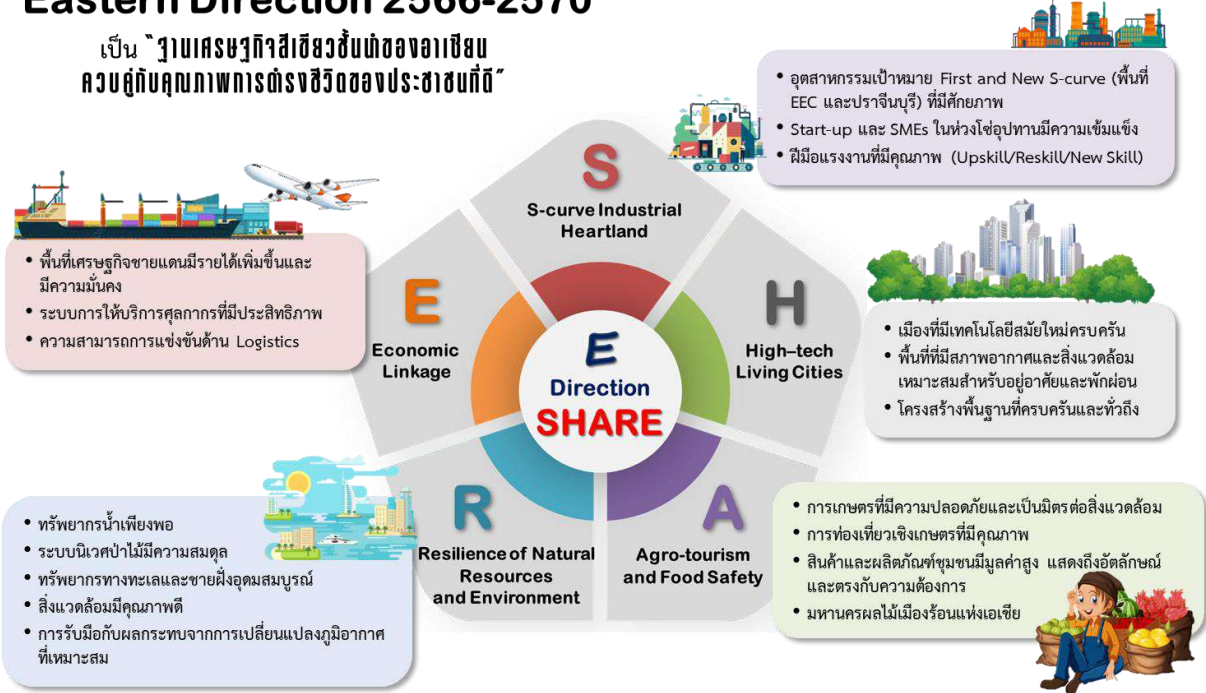 Eastern Direction 2566-2570
เป็น “ฐานเศรษฐกิจสีเขียวชั้นนำของอาเซียน
ควบคู่กับคุณภาพการดำรงชีวิตของประชาชนที่ดี”
• อุตสาหกรรมเป้าหมาย First and New S-curve (พื้นที่
EEC และปราจีนบุรี) ที่มีศักยภาพ
• Start-up และ SMEs ในห่วงโซ่อุปทานมีความเข้มแข็ง
• ฝีมือแรงงานที่มีคุณภาพ (Upskill/Reskill/New Skill)
S
S-curve Industrial
Heartland
• พื้นที่เศรษฐกิจชายแดนมีรายได้เพิ่มขึ้นและ
มีความมั่นคง
• ระบบการให้บริการศุลกากรที่มีประสิทธิภาพ
• ความสามารถการแข่งขันด้าน Logistics
E
Economic
Linkage
H
High–tech
Living Cities
• เมืองที่มีเทคโนโลยีสมัยใหม่ครบครัน
• พื้นที่ที่มีสภาพอากาศและสิ่งแวดล้อม
เหมาะสมสำหรับอยู่อาศัยและพักผ่อน
• โครงสร้างพื้นฐานที่ครบครันและทั่วถึง
E
Direction
SHARE
• ทรัพยากรน้ำเพียงพอ
• ระบบนิเวศป่าไม้มีความสมดุล
• ทรัพยากรทางทะเลและชายฝั่งอุดมสมบูรณ์
• สิ่งแวดล้อมมีคุณภาพดี
• การรับมือกับผลกระทบจากการเปลี่ยนแปลงภูมิอากาศ
ที่เหมาะสม
R
Resilience of Natural
Resources
and Environment
A
Agro-tourism
and Food Safety
• การเกษตรที่มีความปลอดภัยและเป็นมิตรต่อสิ่งแวดล้อม
• การท่องเที่ยวเชิงเกษตรที่มีคุณภาพ
• สินค้าและผลิตภัณฑ์ชุมชนมีมูลค่าสูง แสดงถึงอัตลักษณ์
และตรงกับความต้องการ
• มหานครผลไม้เมืองร้อนแห่งเอเชีย